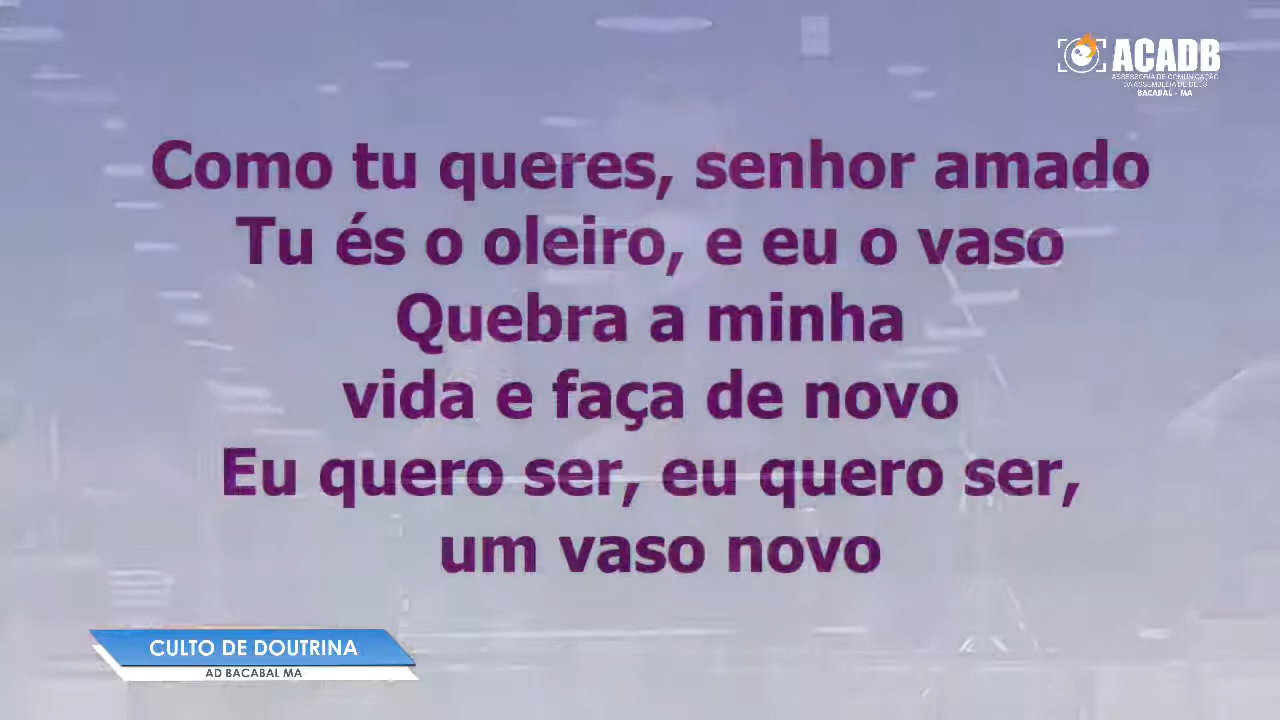 ACADB
ASSESSORIA DE COMUNICAÇÃO
DA ASSEMBLEIA DE DEUS
BACABAL - MA
Como tu queres, senhor amado
Tu és o oleiro, e eu o vaso
Quebra a minha
vida e faça de novo
Eu quero ser, eu quero ser,
um vaso novo
CULTO DE DOUTRINA
AD BACABAL MA